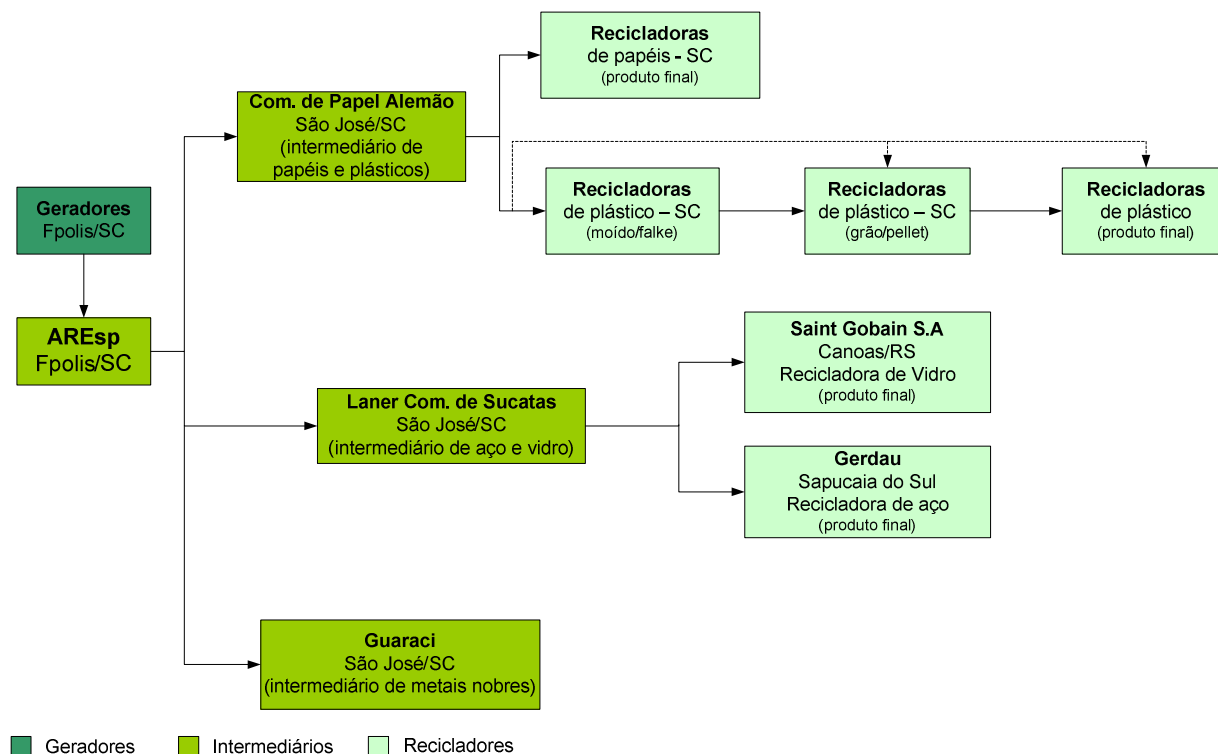 Recicladoras
de papéis - SC
(produto final)
Com. de Papel Alemão
São José/SC
(intermediário de
papéis e plásticos)
Geradores
Fpolis/SC
Recicladoras
de plástico – SC
(moído/falke)
Recicladoras
de plástico – SC
(grão/pellet)
Recicladoras
de plástico
(produto final)
AREsp
Fpolis/SC
Saint Gobain S.A
Canoas/RS
Recicladora de Vidro
(produto final)
Laner Com. de Sucatas
São José/SC
(intermediário de aço e vidro)
Gerdau
Sapucaia do Sul
Recicladora de aço
(produto final)
Guaraci
São José/SC
(intermediário de metais nobres)
Geradores
Intermediários
Recicladores